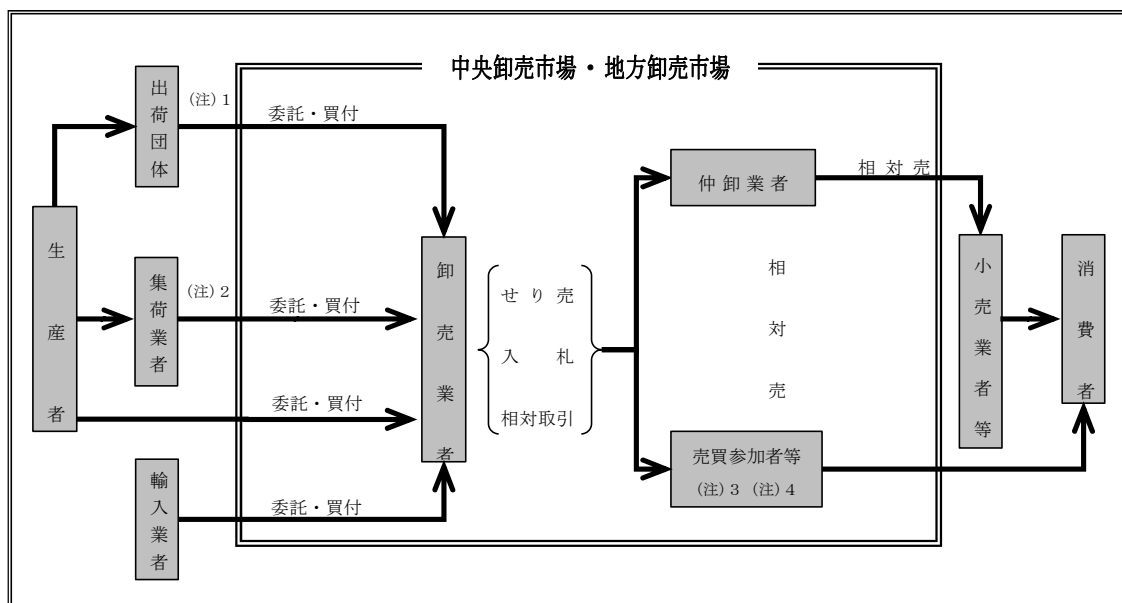 中央卸売市場・地方卸売市場
出荷団体
(注)1
委託・買付
生産者
集荷業者
(注)2
委託・買付
委託・買付
輸入業者
委託・買付
卸売業者
せり売
入札
相対取引
仲卸業者
相対売
相対売
売買参加者等
(注)3 (注)4
小売業者等
消費者